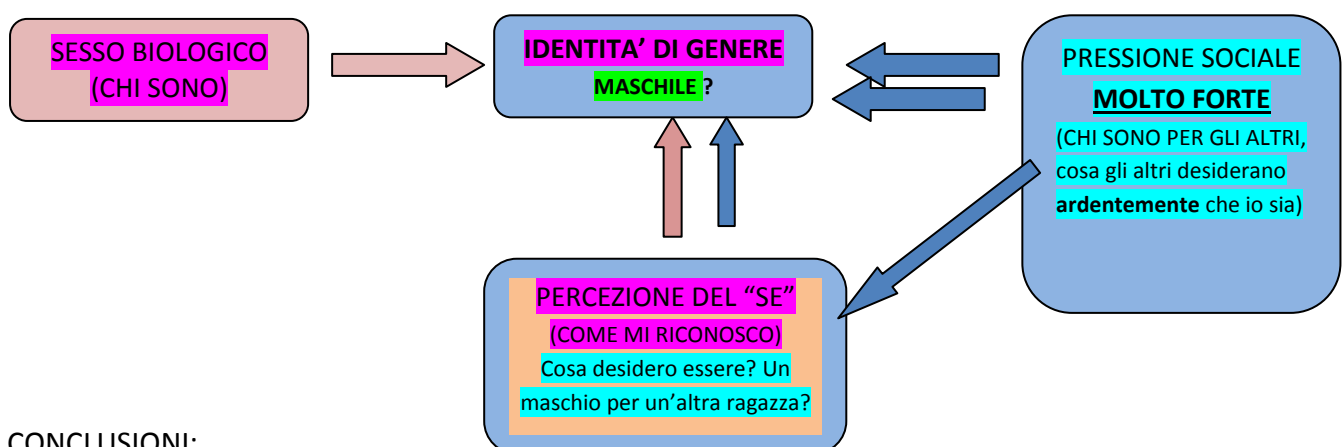 SESSO BIOLOGICO
(CHI SONO)
IDENTITA’ DI GENERE
MASCHILE ?
PRESSIONE SOCIALE
MOLTO FORTE
(CHI SONO PER GLI ALTRI,
cosa gli altri desiderano
ardentemente che io sia)
PERCEZIONE DEL “SE”
(COME MI RICONOSCO)
Cosa desidero essere? Un
maschio per un’altra ragazza?
CONCLUSIONI: